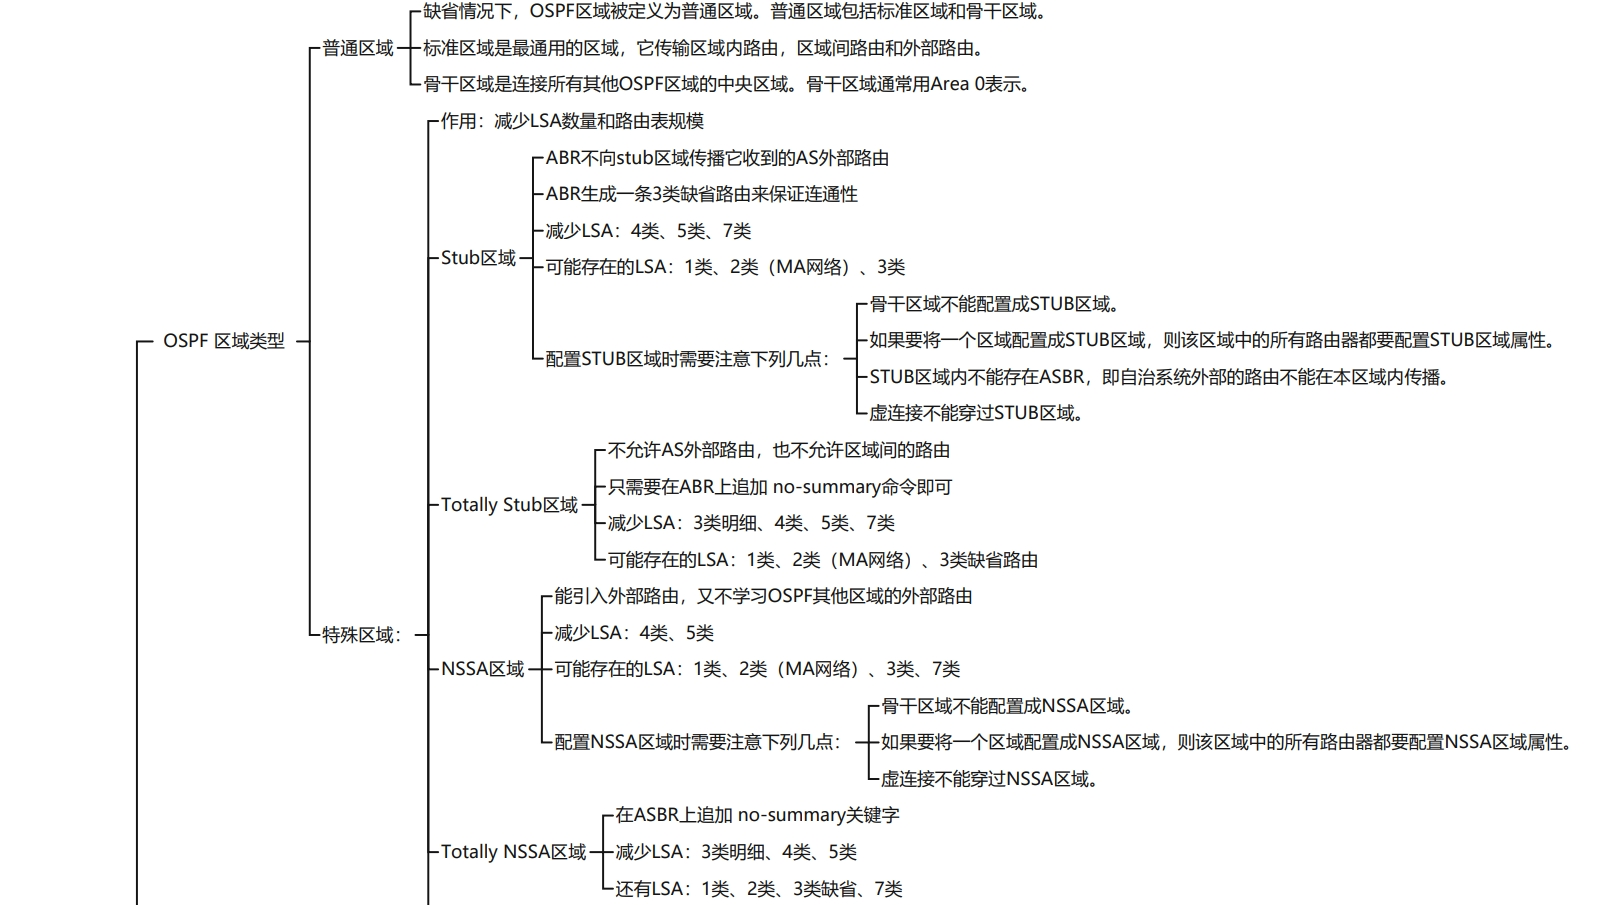 缺省情况下，OSPF区域被定义为普通区域。普通区域包括标准区域和骨干区域。
普通区域
标准区域是最通用的区域，它传输区域内路由，区域间路由和外部路由。
骨干区域是连接所有其他OSPF区域的中央区域。骨干区域通常用Area 0表示。
作用：减少LSA数量和路由表规模
ABR不向stub区域传播它收到的AS外部路由
ABR生成一条3类缺省路由来保证连通性
减少LSA：4类、5类、7类
Stub区域
可能存在的LSA：1类、2类（MA网络）、3类
骨干区域不能配置成STUB区域。
OSPF 区域类型
如果要将一个区域配置成STUB区域，则该区域中的所有路由器都要配置STUB区域属性。
配置STUB区域时需要注意下列几点：
STUB区域内不能存在ASBR，即自治系统外部的路由不能在本区域内传播。
虚连接不能穿过STUB区域。
不允许AS外部路由，也不允许区域间的路由
只需要在ABR上追加 no-summary命令即可
Totally Stub区域
减少LSA：3类明细、4类、5类、7类
可能存在的LSA：1类、2类（MA网络）、3类缺省路由
能引入外部路由，又不学习OSPF其他区域的外部路由
特殊区域：
减少LSA：4类、5类
NSSA区域
可能存在的LSA：1类、2类（MA网络）、3类、7类
骨干区域不能配置成NSSA区域。
配置NSSA区域时需要注意下列几点：
如果要将一个区域配置成NSSA区域，则该区域中的所有路由器都要配置NSSA区域属性。
虚连接不能穿过NSSA区域。
在ASBR上追加 no-summary关键字
Totally NSSA区域
减少LSA：3类明细、4类、5类
还有LSA：1类、2类、3类缺省、7类